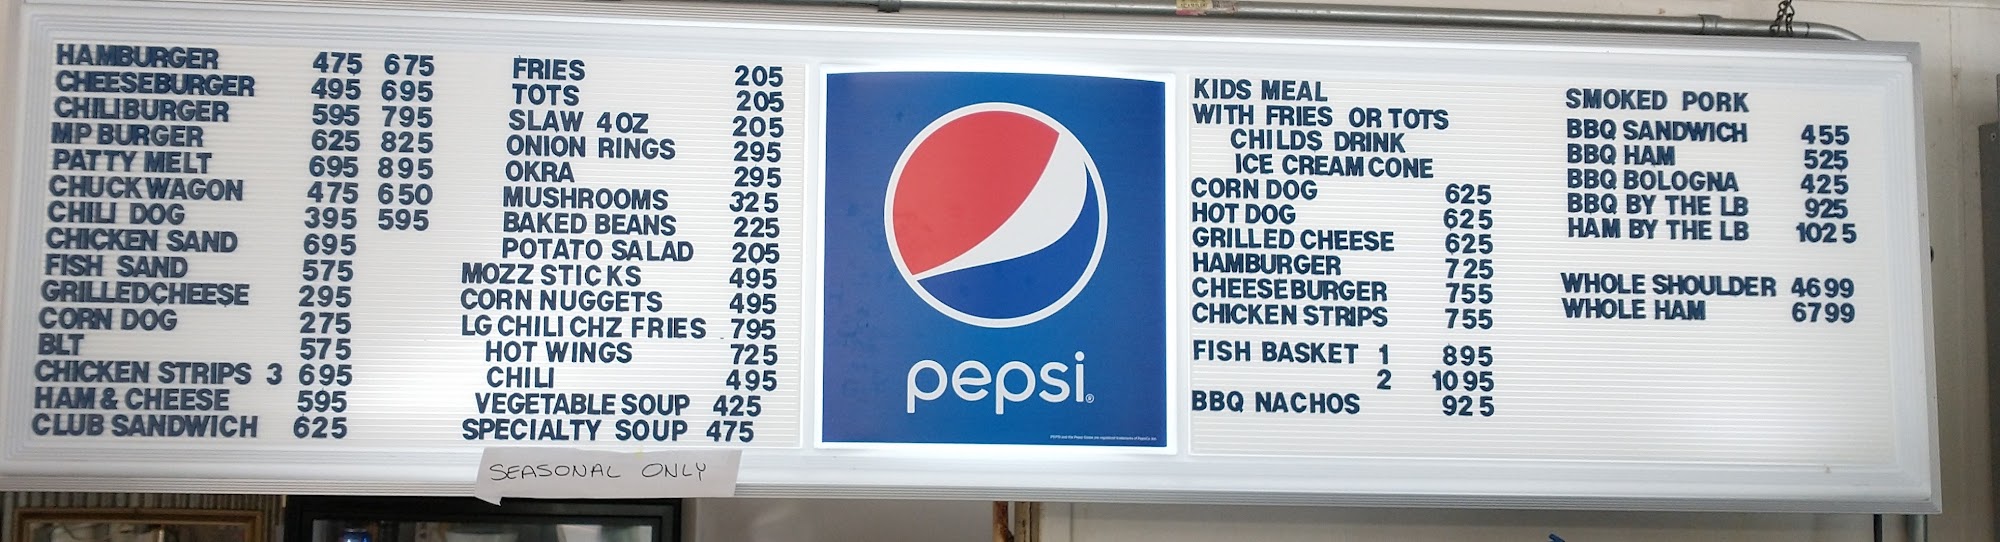 HAMBURGER 475 675
CHEESEBURGER 495 695
CHILIBURGER 595 795
MP BURGER 625 825
PATTY MELT 695 895
CHUCK WAGON 475 650
CHILI DOG 395 595
CHICKEN SAND 695
FISH SAND 575
GRILLEDCHEESE 295
CORN DOG 275
BLT 575
CHICKEN STRIPS 3 695
HAM & CHEESE 595
CLUB SANDWICH 625
FRIES 205
TOTS 205
SLAW 4OZ 205
ONION RINGS 295
OKRA 295
MUSHROOMS 325
BAKED BEANS 225
POTATO SALAD 205
MOZZ STICKS 495
CORN NUGGETS 495
LG CHILI CHZ FRIES 795
HOT WINGS 725
CHILI 495
VEGETABLE SOUP 425
SPECIALTY SOUP 475
SEASONAL ONLY
pepsi
KIDS MEAL
WITH FRIES OR TOTS
CHILDS DRINK
ICE CREAM CONE
CORN DOG 625
HOT DOG 625
GRILLED CHEESE 625
HAMBURGER 725
CHEESEBURGER 755
CHICKEN STRIPS 755
FISH BASKET 1 895
2 1095
BBQ NACHOS 925
SMOKED PORK
BBQ SANDWICH 455
BBQ HAM 525
BBQ BOLOGNA 425
BBQ BY THE LB 925
HAM BY THE LB 1025
WHOLE SHOULDER 4699
WHOLE HAM 6799